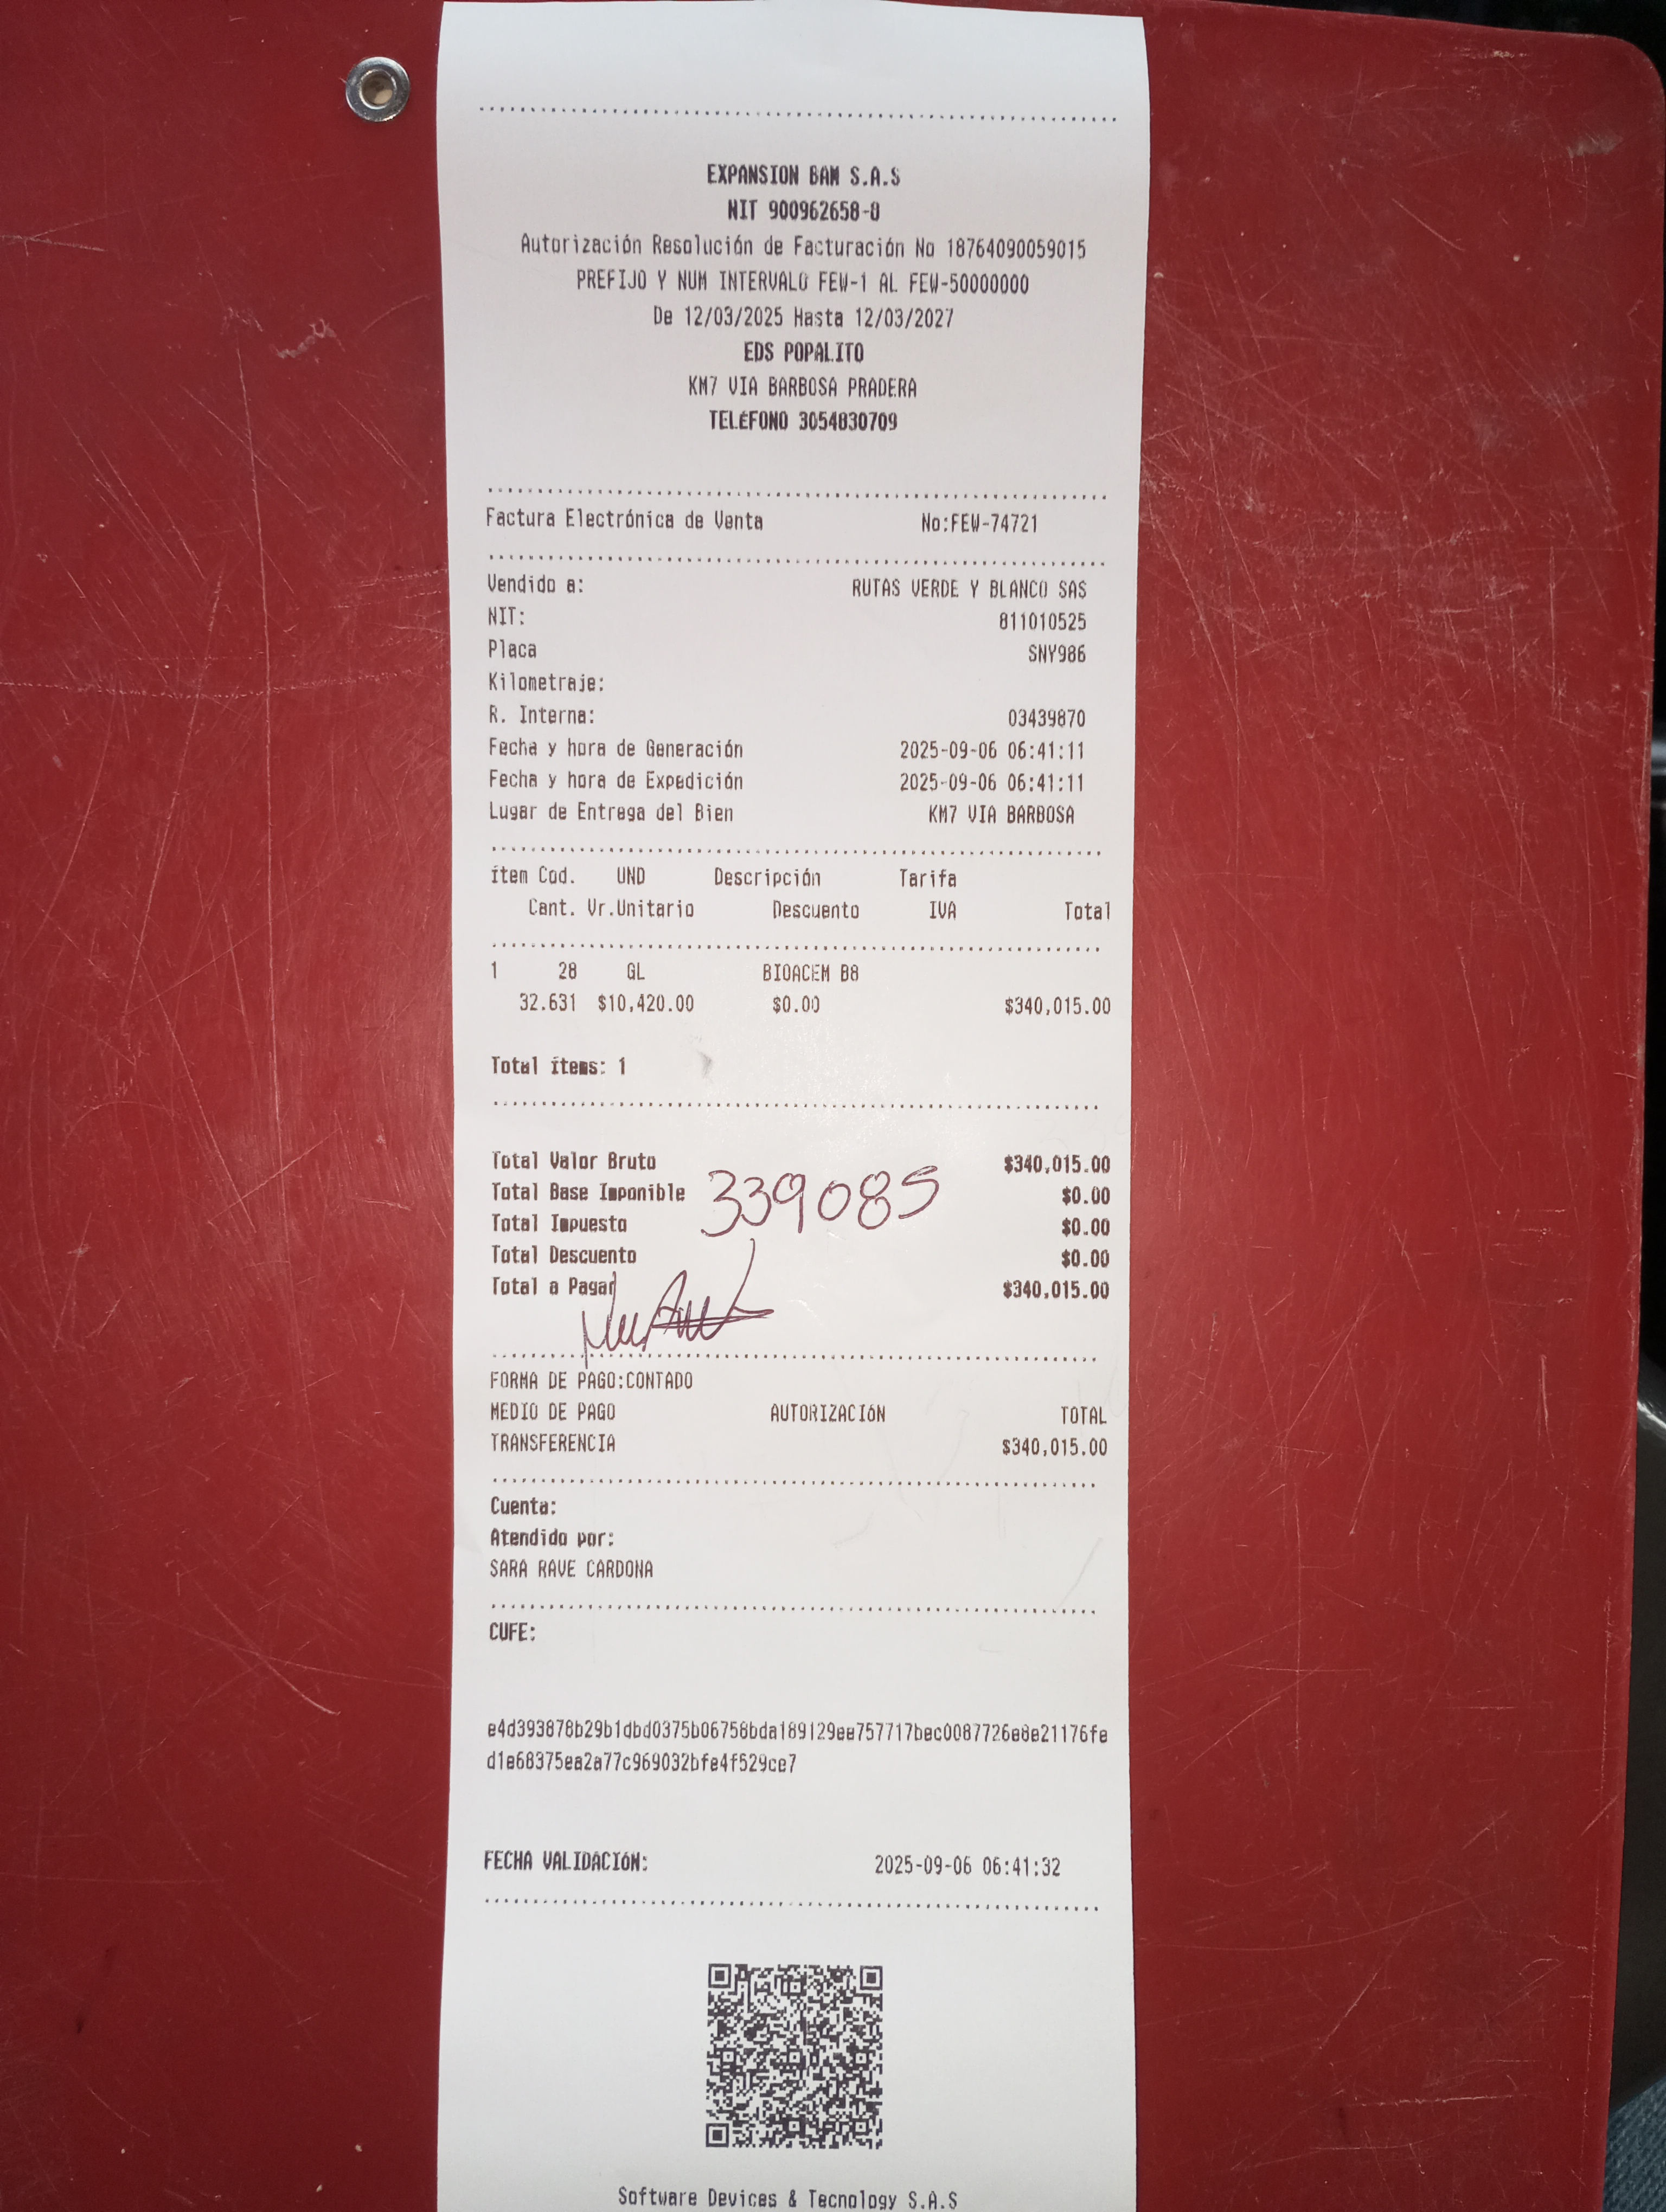 EXPANSION BAM S.A.S
NIT 900962658-8
Autorización Resolución de Facturación No 18764090059015
PREFIJO Y NUM INTERVALO FEW-1 AL FEW-50000000
De 12/03/2025 Hasta 12/03/2027
EDS POPALITO
KM7 VIA BARBOSA PRADERA
TELÉFONO 3054830709
Factura Electrónica de Venta No:FEW-74721
Vendido a: RUTAS VERDE Y BLANCO SAS
NIT: 811010525
Placa SNY986
Kilometraje:
R. Interna: 03439870
Fecha y hora de Generación 2025-09-06 06:41:11
Fecha y hora de Expedición 2025-09-06 06:41:11
Lugar de Entrega del Bien KM7 VIA BARBOSA
ítem Cod. UND Descripción Tarifa
Cant. Vr.Unitario Descuento IVA Total
1 28 GL BIOACEM B8
32.631 $10,420.00 $0.00 $340,015.00
Total ítems: 1
Total Valor Bruto $340,015.00
339085
Total Base Imponible $0.00
Total Impuesto $0.00
Total Descuento $0.00
Total a Pagar $340,015.00
FORMA DE PAGO:CONTADO
MEDIO DE PAGO AUTORIZACIÓN TOTAL
TRANSFERENCIA $340,015.00
Cuenta:
Atendido por:
SARA RAVE CARDONA
CUFE:
e4d393878b29b1dbd0375b06758bda189129ee757717bec0087726e8e21176fe
d1e68375ea2a77c969032bfe4f529ce7
FECHA VALIDACIÓN: 2025-09-06 06:41:32
Software Devices & Tecnology S.A.S